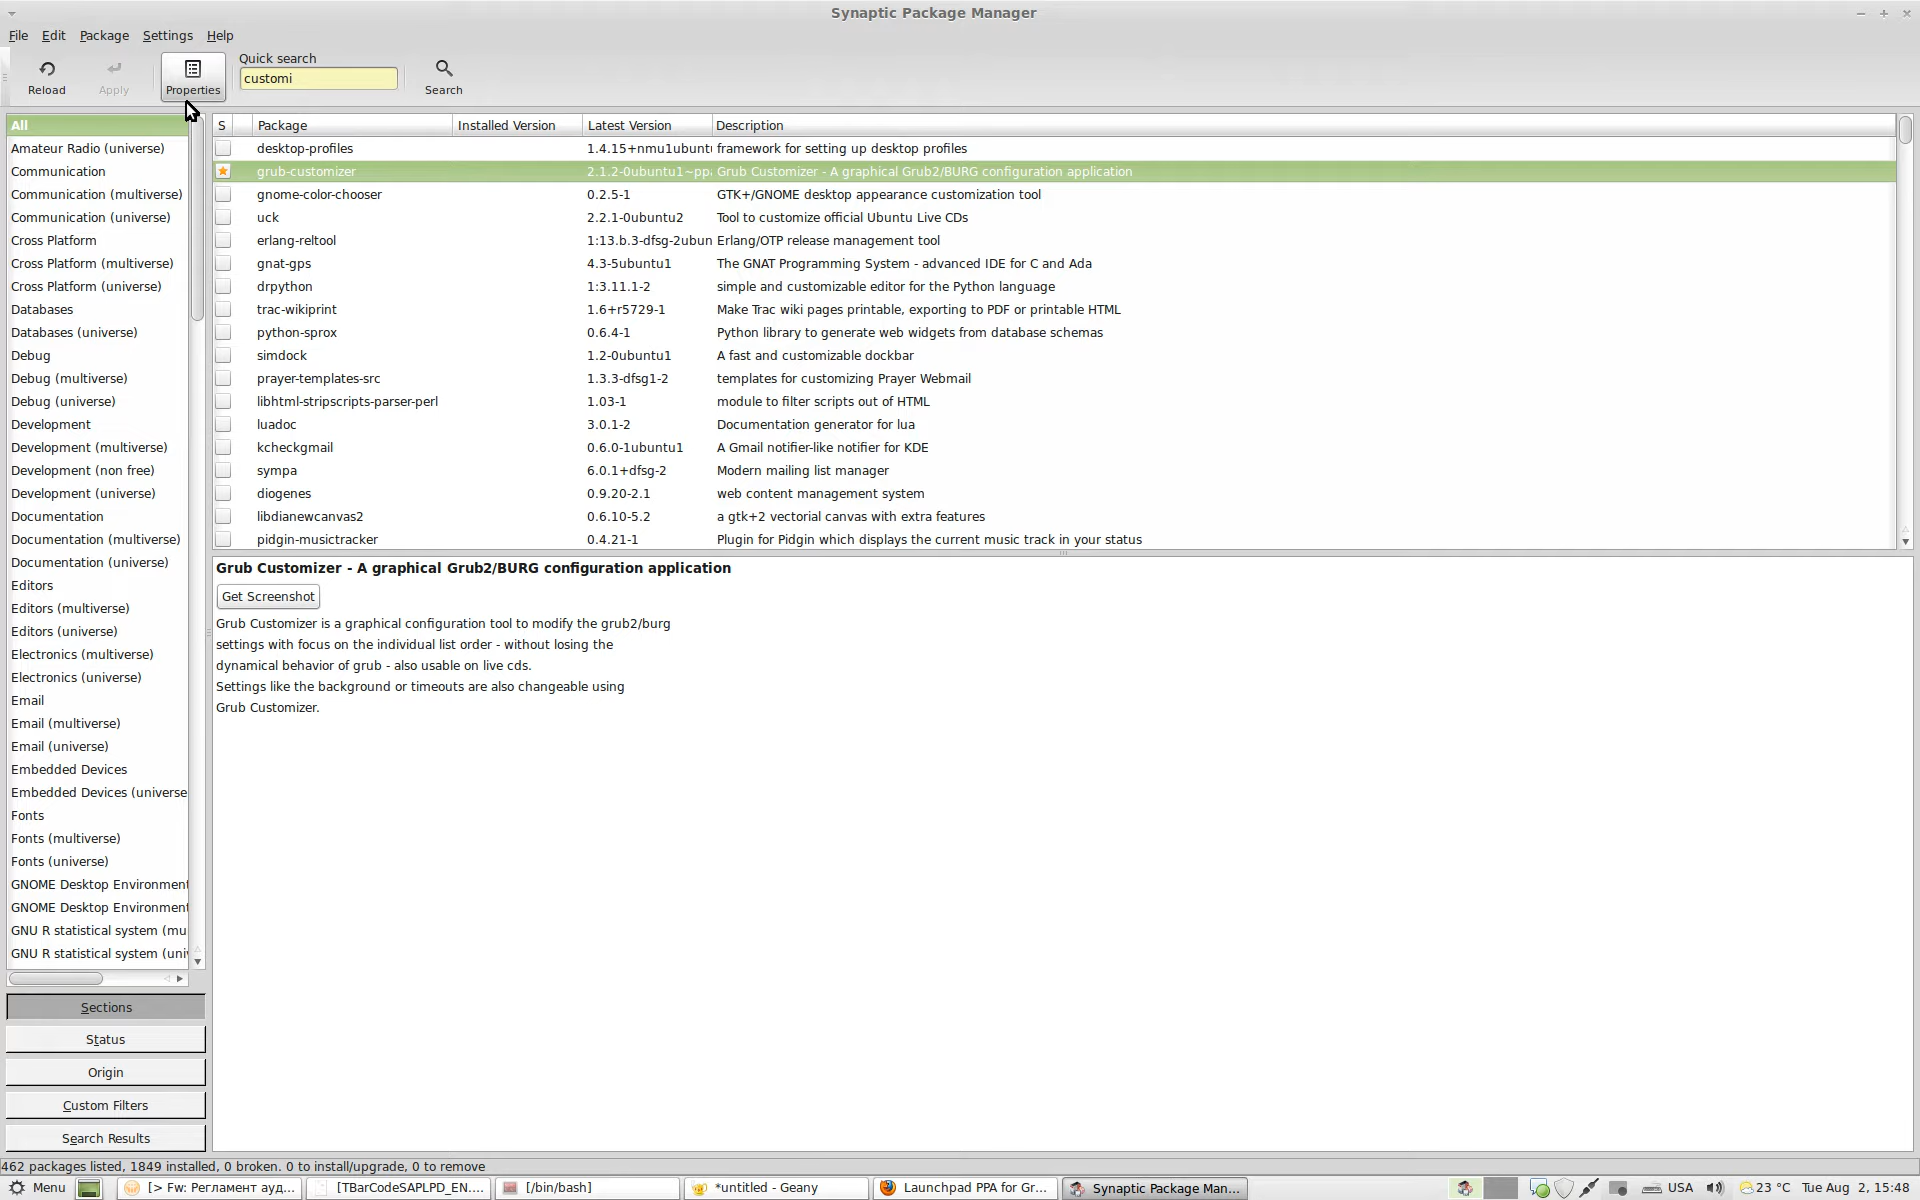 Synaptic Package Manager
File Edit Package Settings Help
Reload Apply Properties Quick search customi Search
All
Amateur Radio (universe)
Communication
Communication (multiverse)
Communication (universe)
Cross Platform
Cross Platform (multiverse)
Cross Platform (universe)
Databases
Databases (universe)
Debug
Debug (multiverse)
Debug (universe)
Development
Development (multiverse)
Development (non free)
Development (universe)
Documentation
Documentation (multiverse)
Documentation (universe)
Editors
Editors (multiverse)
Editors (universe)
Electronics (multiverse)
Electronics (universe)
Email
Email (multiverse)
Email (universe)
Embedded Devices
Embedded Devices (universe
Fonts
Fonts (multiverse)
Fonts (universe)
GNOME Desktop Environment
GNOME Desktop Environment
GNU R statistical system (mu
GNU R statistical system (uni
Sections
Status
Origin
Custom Filters
Search Results
S Package Installed Version Latest Version Description
desktop-profiles 1.4.15+nmu1ubunt framework for setting up desktop profiles
grub-customizer 2.1.2-0ubuntu1~pp Grub Customizer - A graphical Grub2/BURG configuration application
gnome-color-chooser 0.2.5-1 GTK+/GNOME desktop appearance customization tool
uck 2.2.1-0ubuntu2 Tool to customize official Ubuntu Live CDs
erlang-reltool 1:13.b.3-dfsg-2ubun Erlang/OTP release management tool
gnat-gps 4.3-5ubuntu1 The GNAT Programming System - advanced IDE for C and Ada
drpython 1:3.11.1-2 simple and customizable editor for the Python language
trac-wikiprint 1.6+r5729-1 Make Trac wiki pages printable, exporting to PDF or printable HTML
python-sprox 0.6.4-1 Python library to generate web widgets from database schemas
simdock 1.2-0ubuntu1 A fast and customizable dockbar
prayer-templates-src 1.3.3-dfsg1-2 templates for customizing Prayer Webmail
libhtml-stripscripts-parser-perl 1.03-1 module to filter scripts out of HTML
luadoc 3.0.1-2 Documentation generator for lua
kcheckgmail 0.6.0-1ubuntu1 A Gmail notifier-like notifier for KDE
sympa 6.0.1+dfsg-2 Modern mailing list manager
diogenes 0.9.20-2.1 web content management system
libdianewcanvas2 0.6.10-5.2 a gtk+2 vectorial canvas with extra features
pidgin-musictracker 0.4.21-1 Plugin for Pidgin which displays the current music track in your status
Grub Customizer - A graphical Grub2/BURG configuration application
Get Screenshot
Grub Customizer is a graphical configuration tool to modify the grub2/burg
settings with focus on the individual list order - without losing the
dynamical behavior of grub - also usable on live cds.
Settings like the background or timeouts are also changeable using
Grub Customizer.
462 packages listed, 1849 installed, 0 broken. 0 to install/upgrade, 0 to remove
Menu [> Fw: Регламент ауд... [TBarCodeSAPLPD_EN.... [/bin/bash] *untitled - Geany Launchpad PPA for Gr... Synaptic Package Man... USA 23 °C Tue Aug 2, 15:48